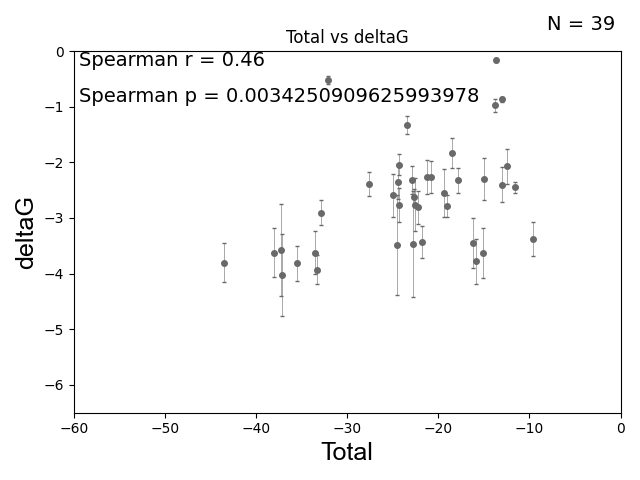 N = 39
Total vs deltaG
Spearman r = 0.46
Spearman p = 0.0034250909625993978
0
−1
−2
−3
−4
−5
−6
deltaG
−60
−50
−40
−30
−20
−10
0
Total